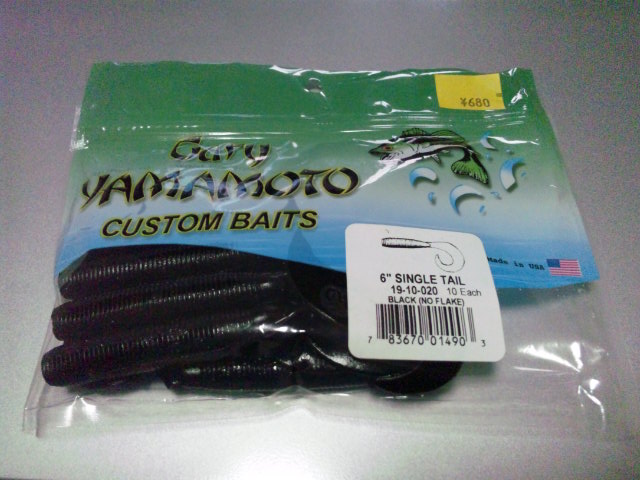 ¥680
Gary
YAMAMOTO
CUSTOM BAITS
Made in USA
6" SINGLE TAIL
19-10-020 10 Each
BLACK (NO FLAKE)
7 83670 01490 3